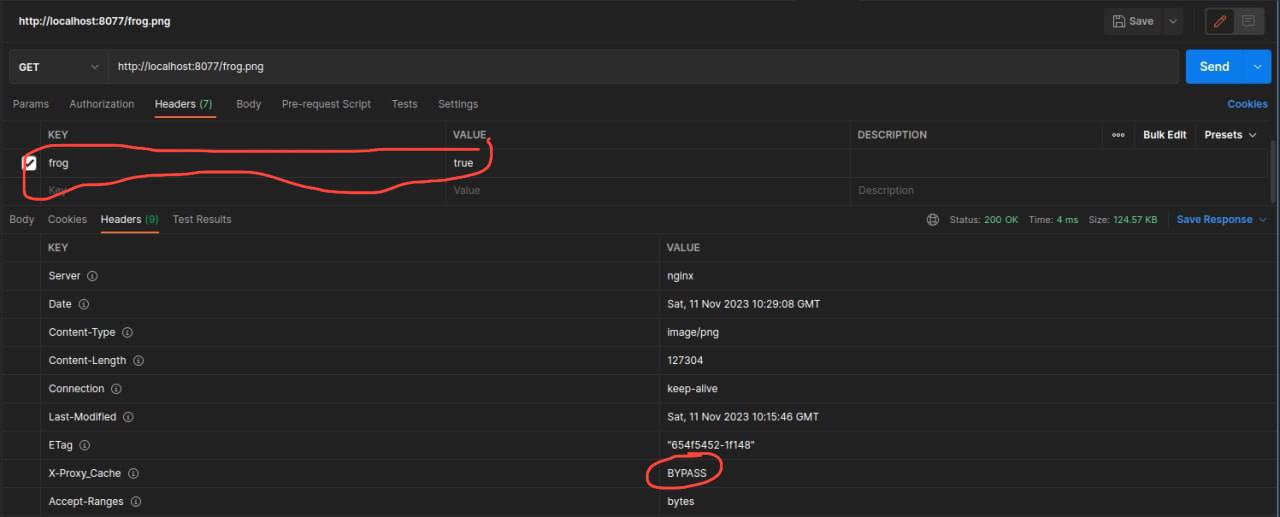 http://localhost:8077/frog.png Save
GET http://localhost:8077/frog.png Send
Params Authorization Headers (7) Body Pre-request Script Tests Settings Cookies
KEY VALUE DESCRIPTION ooo Bulk Edit Presets
frog true
Key Value Description
Body Cookies Headers (9) Test Results Status: 200 OK Time: 4 ms Size: 124.57 KB Save Response
KEY VALUE
Server nginx
Date Sat, 11 Nov 2023 10:29:08 GMT
Content-Type image/png
Content-Length 127304
Connection keep-alive
Last-Modified Sat, 11 Nov 2023 10:15:46 GMT
ETag "654f5452-1f148"
X-Proxy_Cache BYPASS
Accept-Ranges bytes